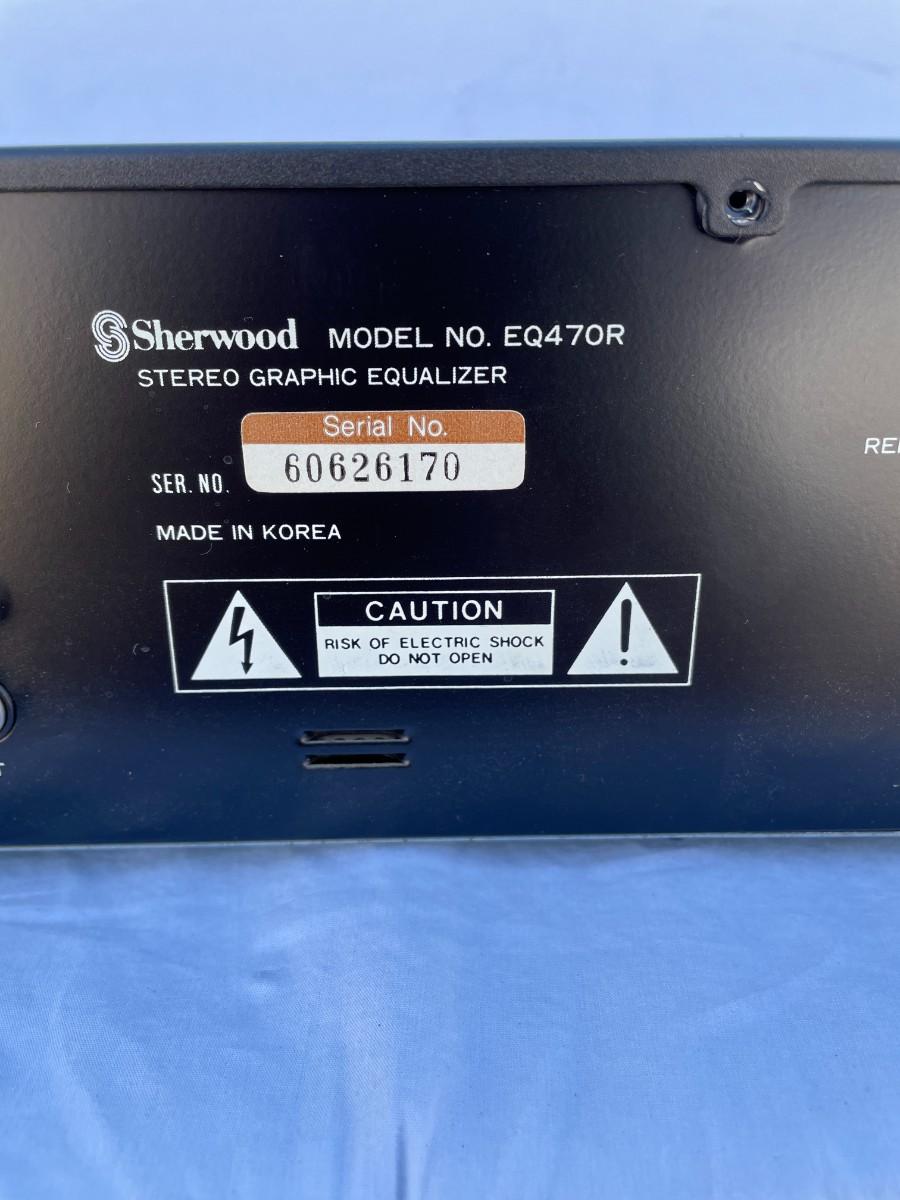 Sherwood MODEL NO. EQ470R
STEREO GRAPHIC EQUALIZER
Serial No.
SER. NO. 60626170
MADE IN KOREA
CAUTION
RISK OF ELECTRIC SHOCK
DO NOT OPEN